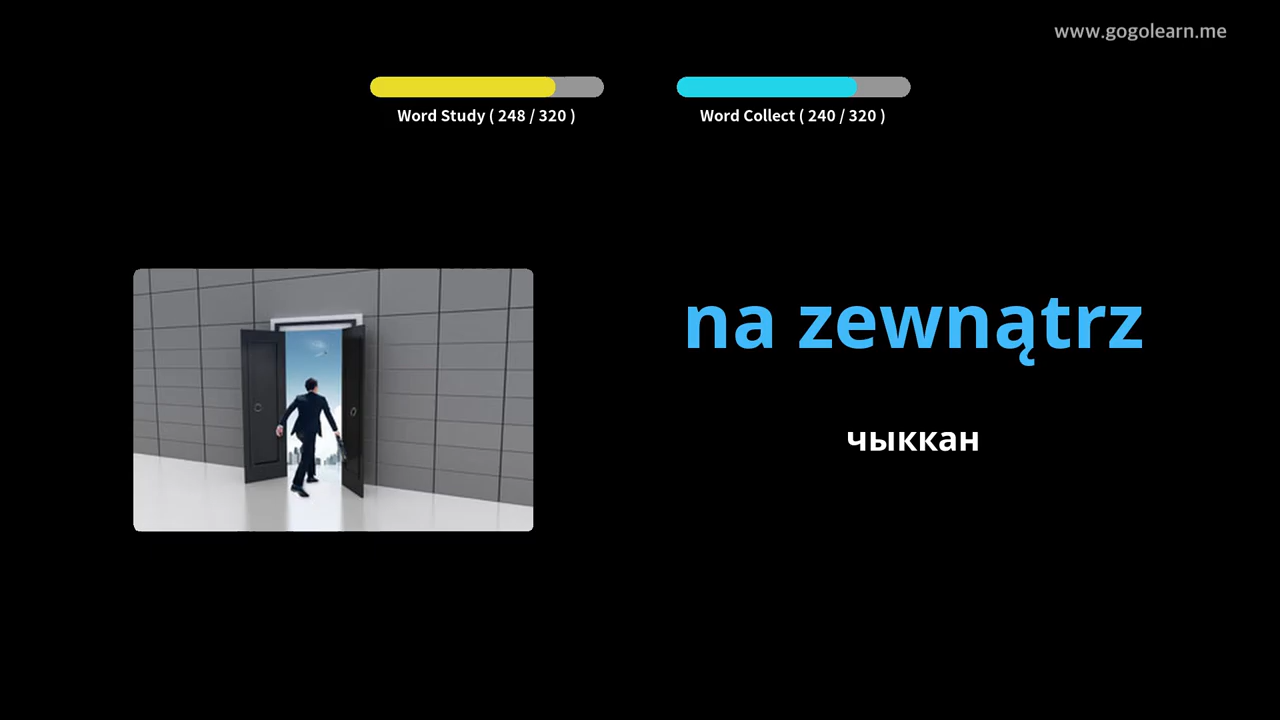 www.gogolearn.me
Word Study ( 248 / 320 )
Word Collect ( 240 / 320 )
na zewnątrz
чыккан